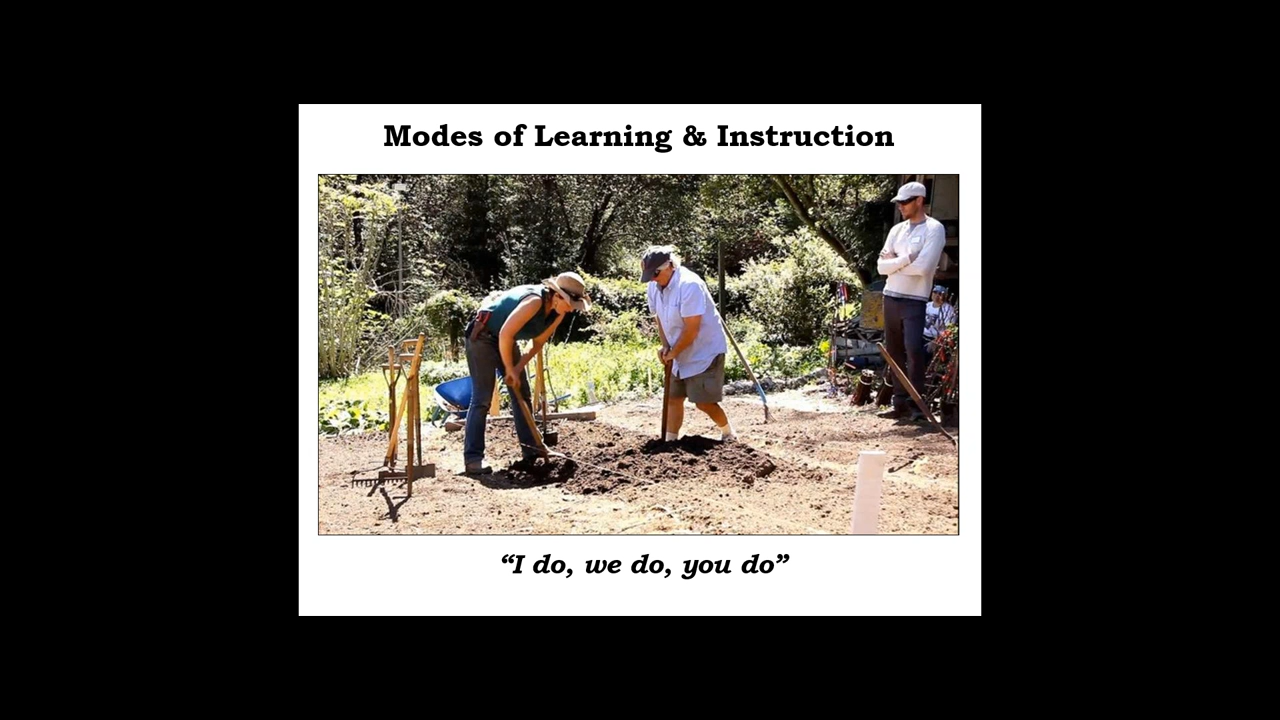 Modes of Learning & Instruction
“I do, we do, you do”